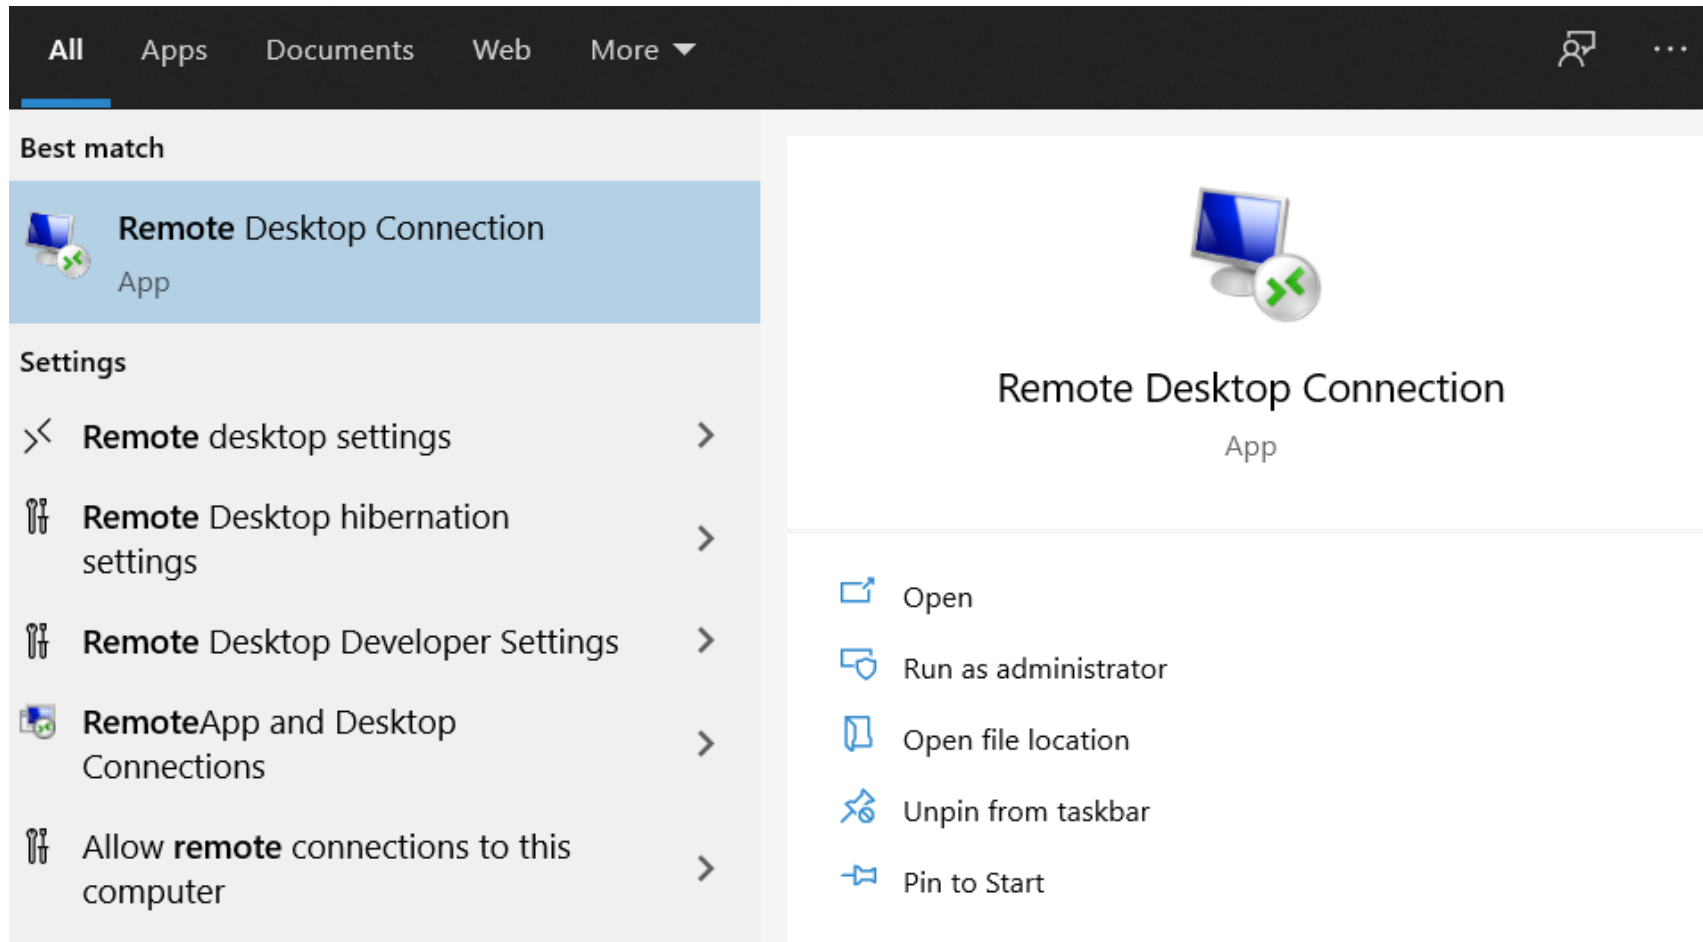 All Apps Documents Web More
Best match
Remote Desktop Connection
App
Settings
Remote desktop settings
Remote Desktop hibernation
settings
Remote Desktop Developer Settings
RemoteApp and Desktop
Connections
Allow remote connections to this
computer
Remote Desktop Connection
App
Open
Run as administrator
Open file location
Unpin from taskbar
Pin to Start